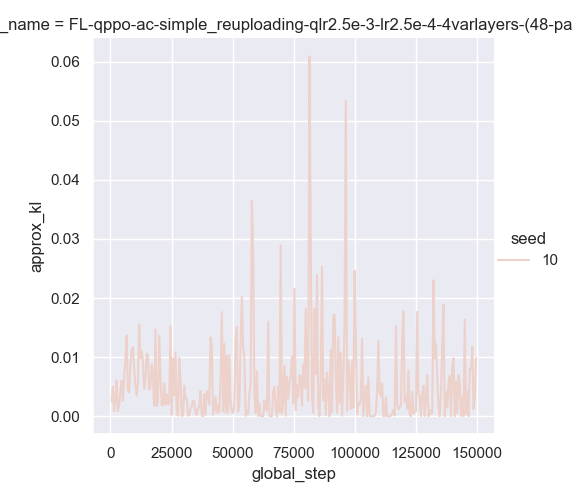 _name = FL-qppo-ac-simple_reuploading-qlr2.5e-3-lr2.5e-4-4varlayers-(48-pa
0.06
0.05
0.04
0.03
0.02
0.01
0.00
approx_kl
0 25000 50000 75000 100000 125000 150000
global_step
seed
10